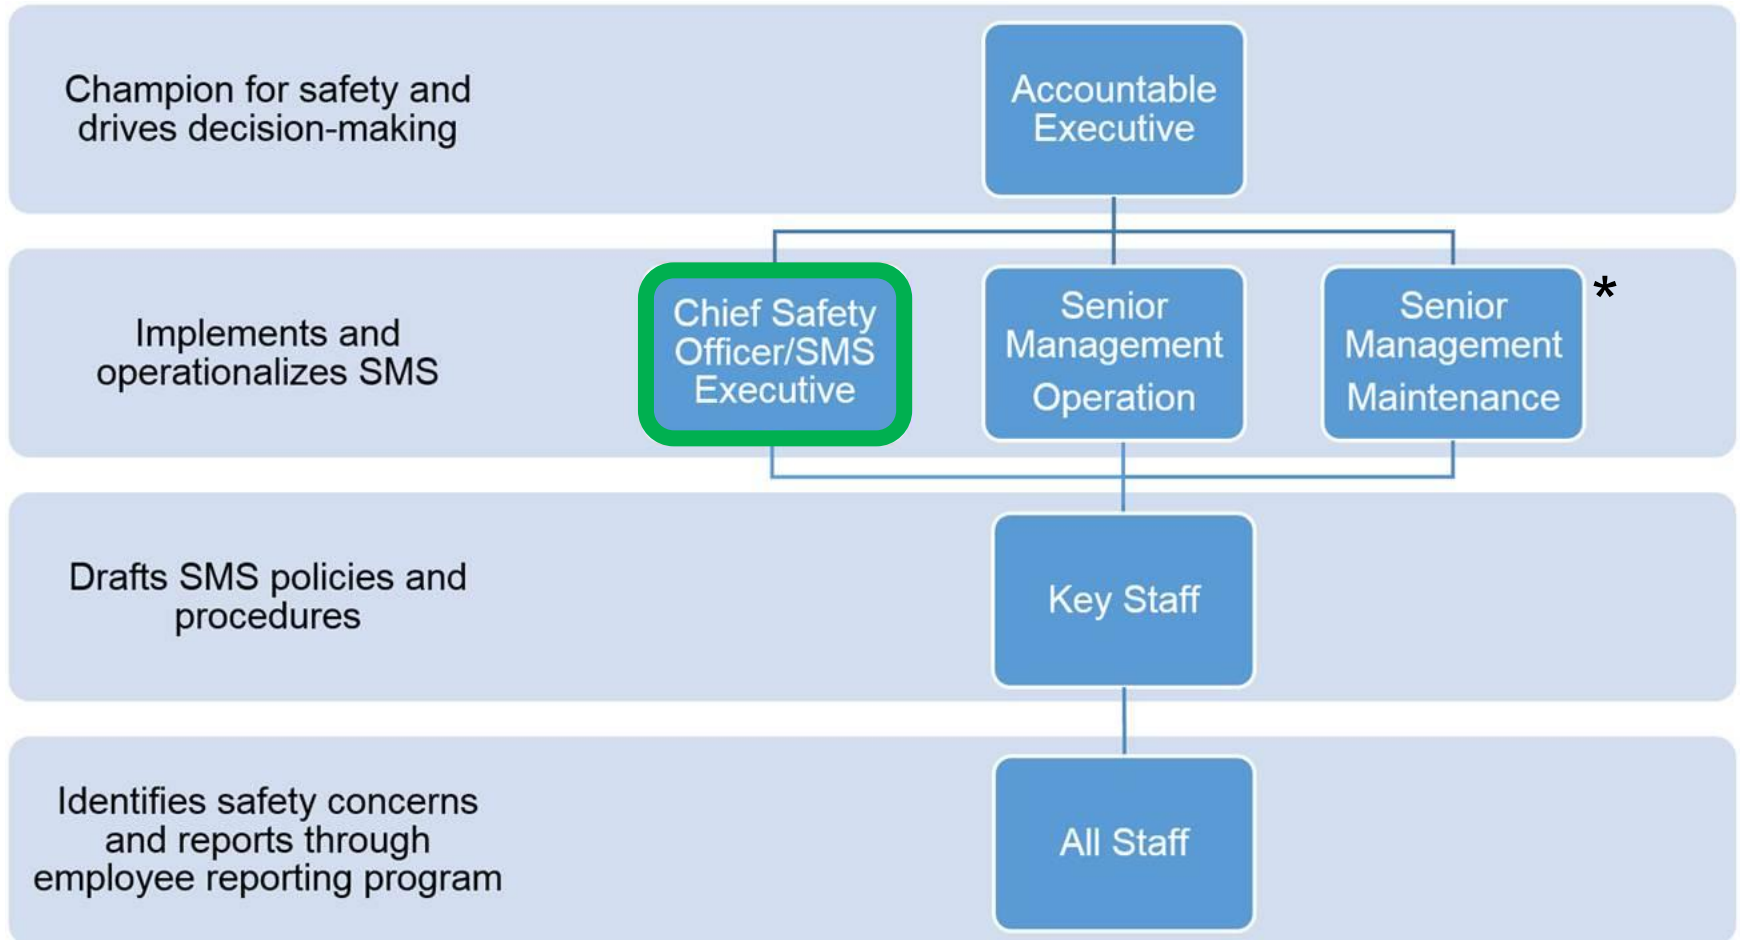 Champion for safety and
drives decision-making
Accountable
Executive
Implements and
operationalizes SMS
Chief Safety
Officer/SMS
Executive
Senior
Management
Operation
Senior
Management
Maintenance
*
Drafts SMS policies and
procedures
Key Staff
Identifies safety concerns
and reports through
employee reporting program
All Staff